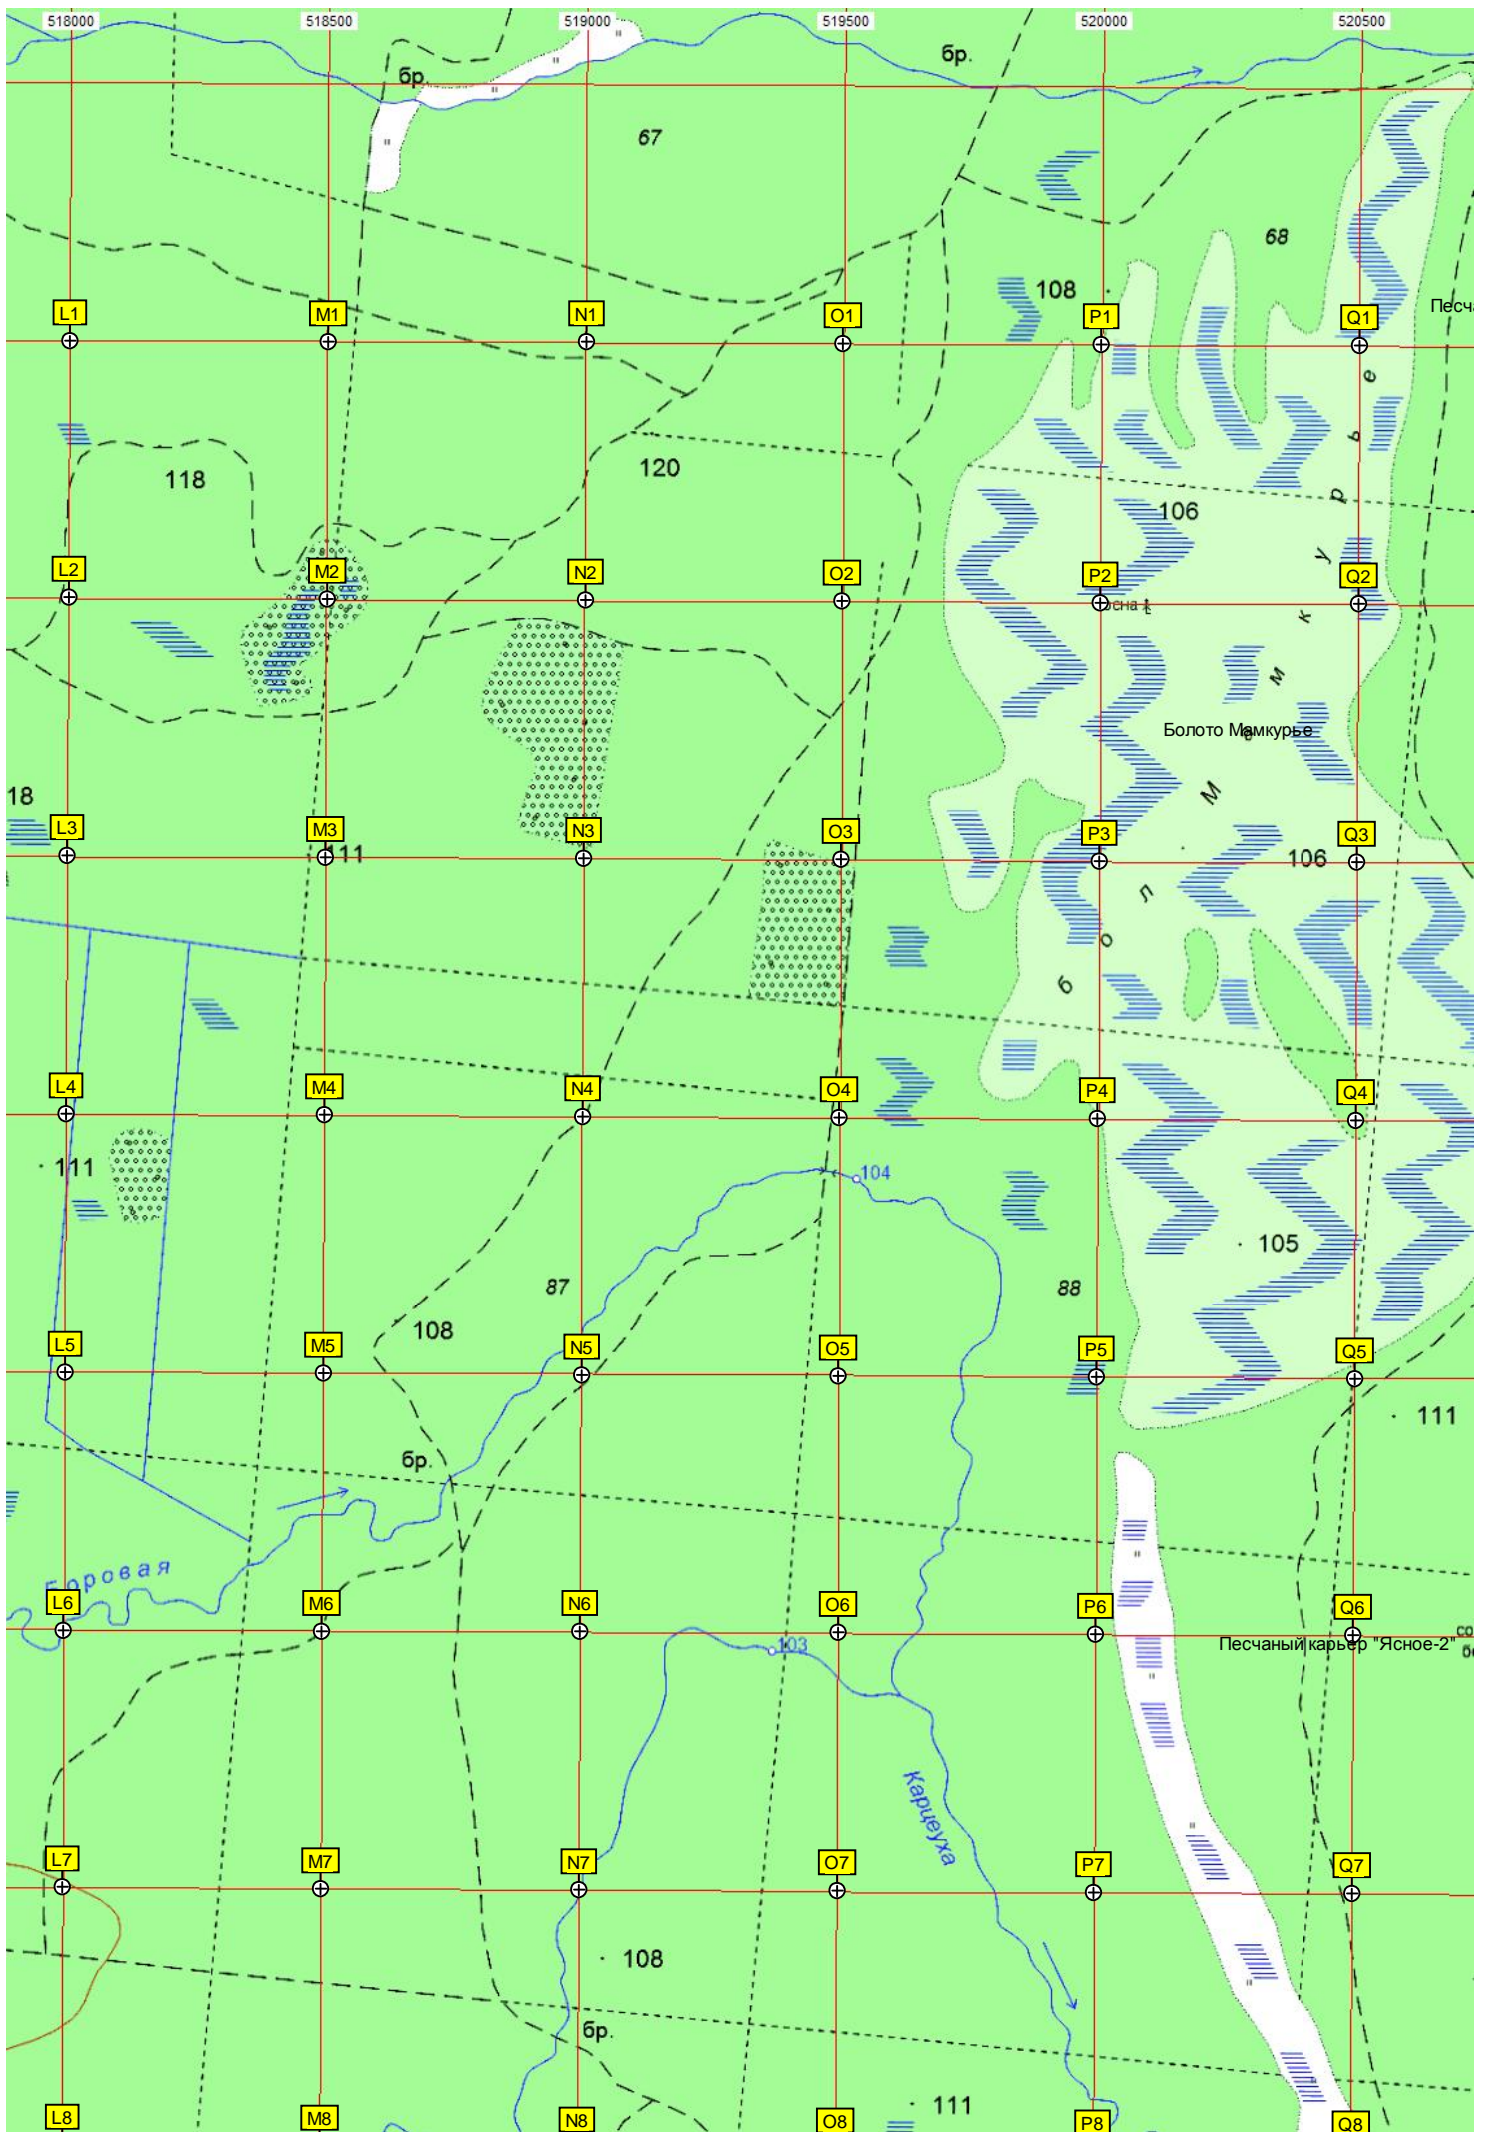 518000 518500 519000 519500 520000 520500
бр. бр.
67
68
108
Песч
L1 M1 N1 O1 P1 Q1
118 120 106
L2 M2 N2 O2 P2 Q2
осна
Болото Мамкурье
болМамкурье
18
L3 M3 N3 O3 P3 Q3
111 106
L4 M4 N4 O4 P4 Q4
111 104
105
87 88
108
L5 M5 N5 O5 P5 Q5
111
бр.
Боровая
L6 M6 N6 O6 P6 Q6
103 Песчаный карьер "Ясное-2"
Карцеуха
L7 M7 N7 O7 P7 Q7
108
бр.
111
L8 M8 N8 O8 P8 Q8